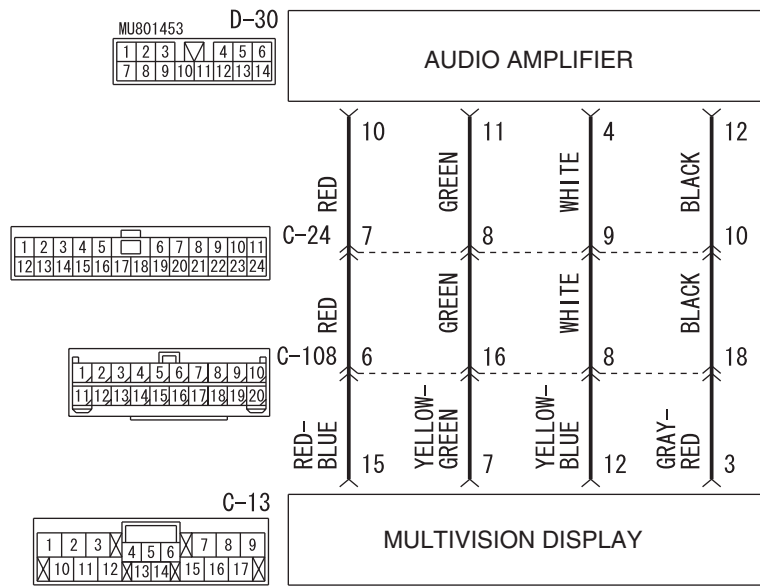 MU801453
D-30
1 2 3 4 5 6
7 8 9 10 11 12 13 14
AUDIO AMPLIFIER
10 11 4 12
RED GREEN WHITE BLACK
C-24 7 8 9 10
1 2 3 4 5 6 7 8 9 10 11
12 13 14 15 16 17 18 19 20 21 22 23 24
RED GREEN WHITE BLACK
C-108 6 16 8 18
1 2 3 4 5 6 7 8 9 10
11 12 13 14 15 16 17 18 19 20
RED-
BLUE
YELLOW-
GREEN
YELLOW-
BLUE
GRAY-
RED
15 7 12 3
C-13
1 2 3 4 5 6 7 8 9
10 11 12 13 14 15 16 17
MULTIVISION DISPLAY